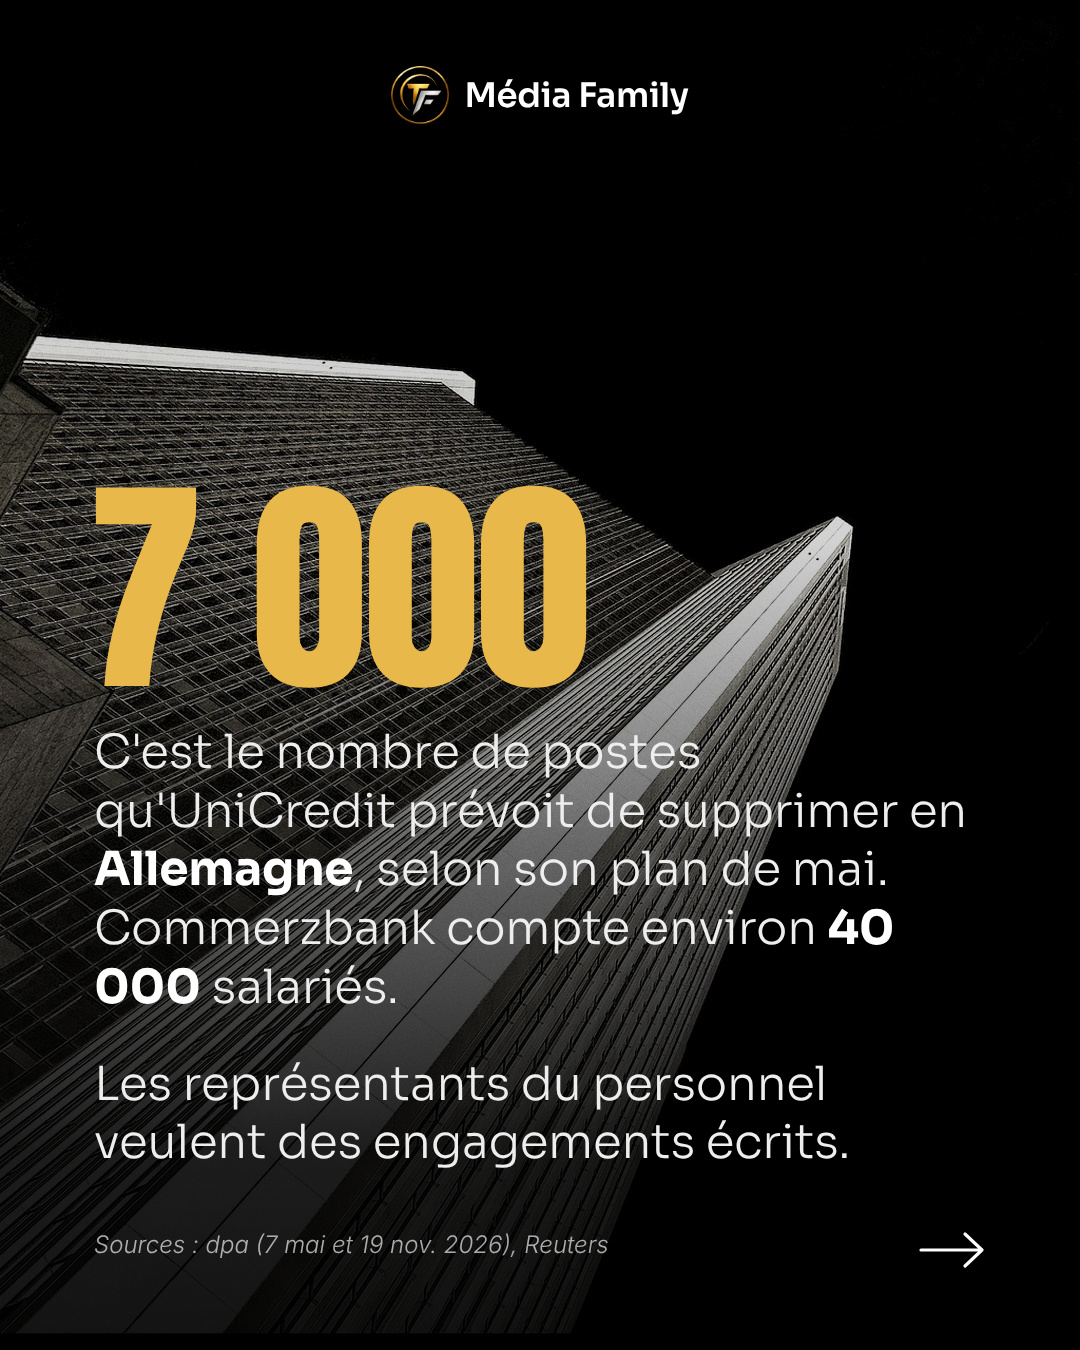 TF Média Family
7 000
C'est le nombre de postes
qu'UniCredit prévoit de supprimer en
Allemagne, selon son plan de mai.
Commerzbank compte environ 40
000 salariés.
Les représentants du personnel
veulent des engagements écrits.
Sources : dpa (7 mai et 19 nov. 2026), Reuters